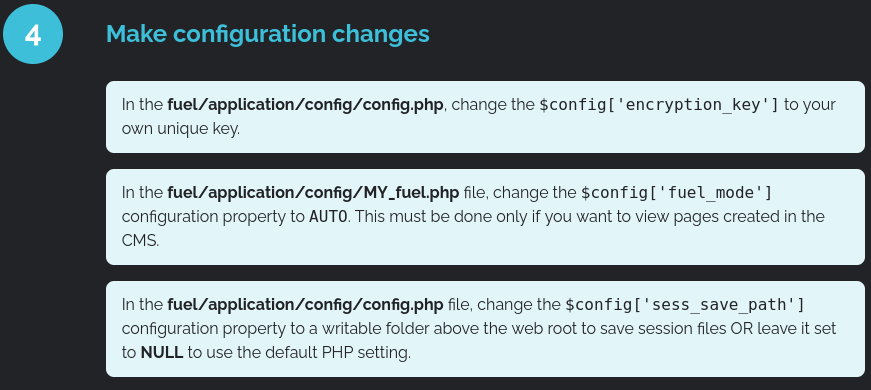 4
Make configuration changes
In the fuel/application/config/config.php, change the $config['encryption_key'] to your
own unique key.
In the fuel/application/config/MY_fuel.php file, change the $config['fuel_mode']
configuration property to AUTO. This must be done only if you want to view pages created in the
CMS.
In the fuel/application/config/config.php file, change the $config['sess_save_path']
configuration property to a writable folder above the web root to save session files OR leave it set
to NULL to use the default PHP setting.